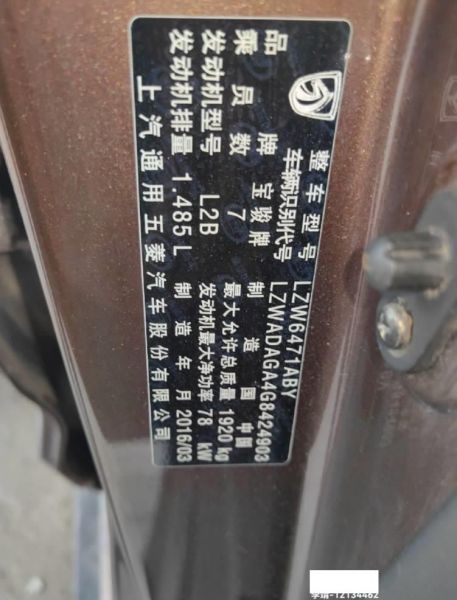 整车型号 LZW6471ABY
车辆识别代号 LZWADAGA4G8424903
品牌 宝骏牌 制造国 中国
乘员数 7 最大允许总质量 1920 kg
发动机型号 L2B 发动机最大净功率 78 kW
发动机排量 1.485 L 制造年月 2016/03
上汽通用五菱汽车股份有限公司
李靖-12134482